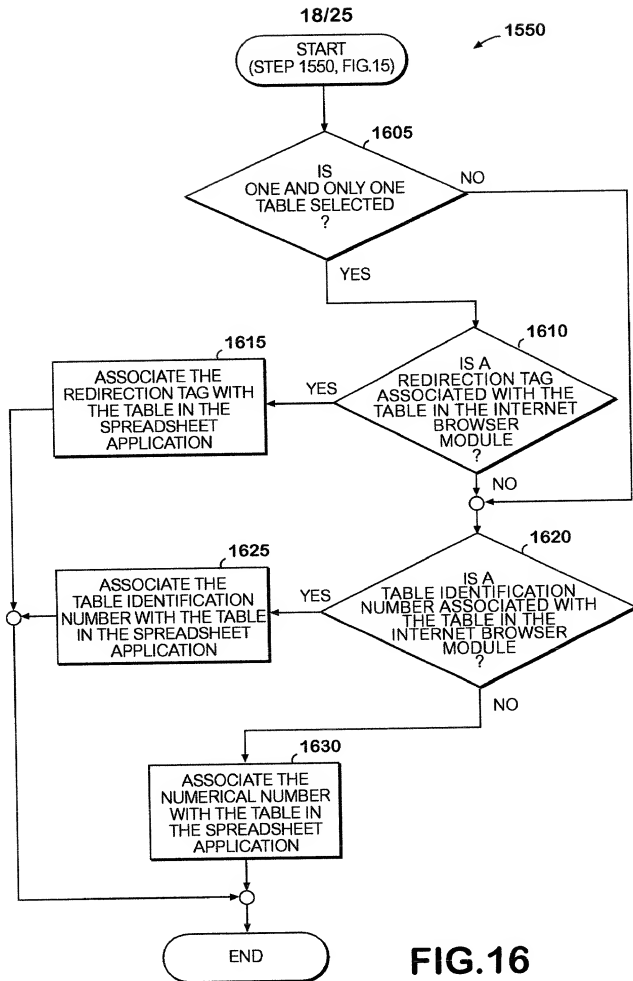 18/25
1550
START
(STEP 1550, FIG.15)
1605
IS
ONE AND ONLY ONE
TABLE SELECTED
?
NO
YES
1610
IS A
REDIRECTION TAG
ASSOCIATED WITH THE
TABLE IN THE INTERNET
BROWSER
MODULE
?
YES
NO
1615
ASSOCIATE THE
REDIRECTION TAG WITH
THE TABLE IN THE
SPREADSHEET
APPLICATION
1620
IS A
TABLE IDENTIFICATION
NUMBER ASSOCIATED WITH
THE TABLE IN THE
INTERNET BROWSER
MODULE
?
YES
NO
1625
ASSOCIATE THE
TABLE IDENTIFICATION
NUMBER WITH THE TABLE
IN THE SPREADSHEET
APPLICATION
1630
ASSOCIATE THE
NUMERICAL NUMBER
WITH THE TABLE IN
THE SPREADSHEET
APPLICATION
END
FIG.16